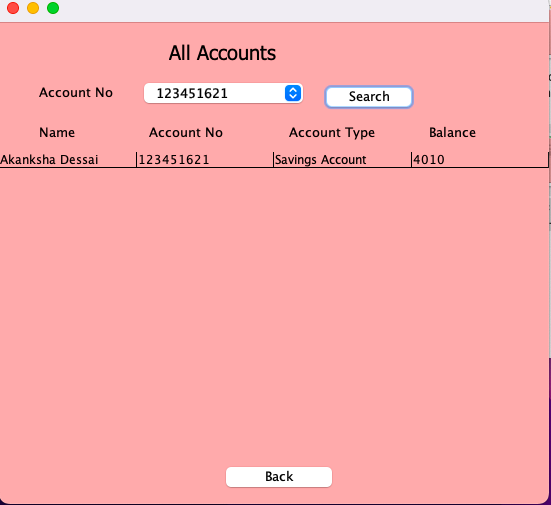 All Accounts
Account No 123451621 Search
Name Account No Account Type Balance
Akanksha Dessai 123451621 Savings Account 4010
Back